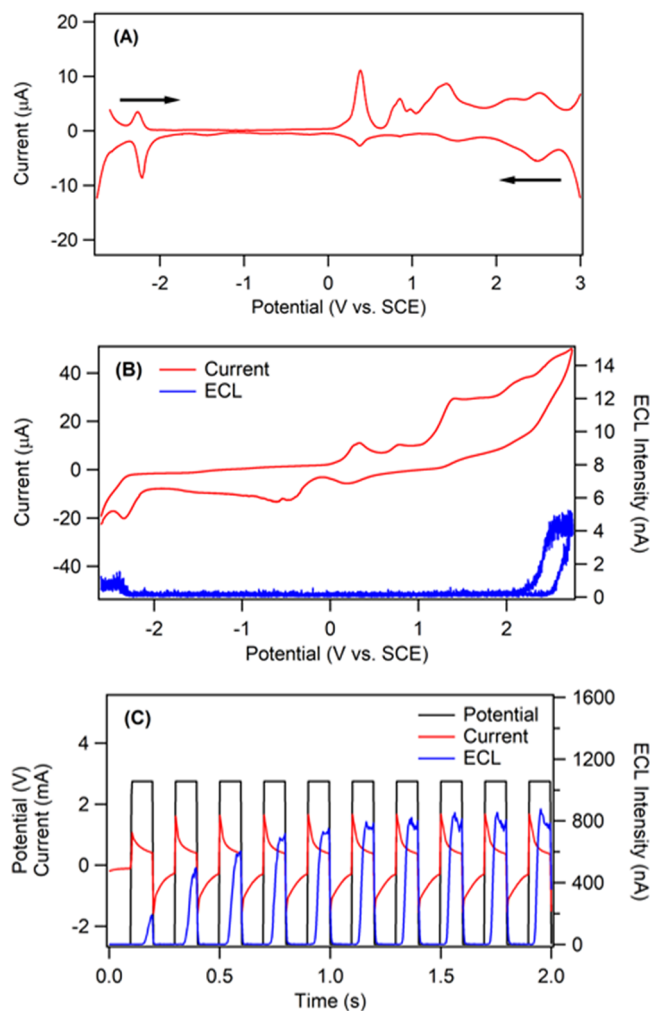 (A)
20
10
0
-10
-20
Current (μA)
-2 -1 0 1 2 3
Potential (V vs. SCE)
(B)
Current
ECL
40
20
0
-20
-40
Current (μA)
14
12
10
8
6
4
2
0
ECL Intensity (nA)
-2 -1 0 1 2
Potential (V vs. SCE)
(C)
Potential
Current
ECL
4
2
0
-2
Potential (V)
Current (mA)
1600
1200
800
400
0
ECL Intensity (nA)
0.0 0.5 1.0 1.5 2.0
Time (s)